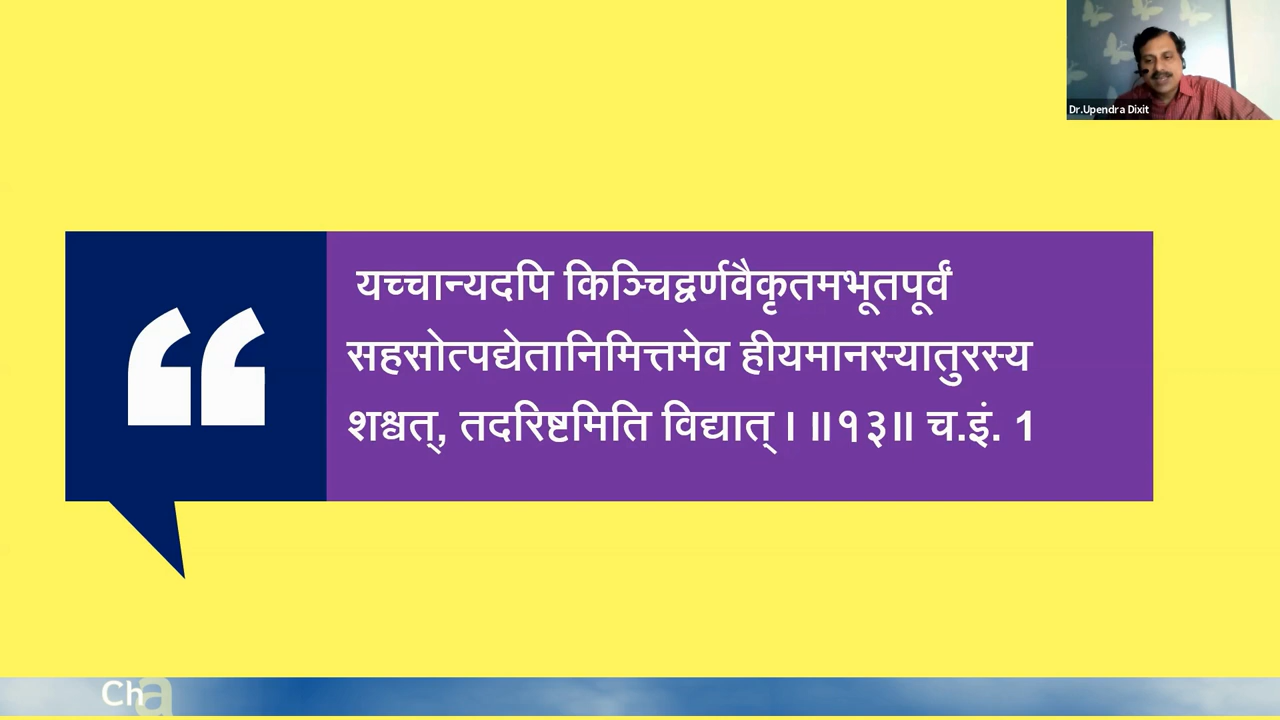 Dr.Upendra Dixit
यच्चान्यदपि किञ्चिद्वर्णवैकृतमभूतपूर्वं
सहसोत्पद्येतानिमित्तमेव हीयमानस्यातुरस्य
शश्वत्, तदरिष्टमिति विद्यात् । ॥१३॥ च.इं. 1
Cha